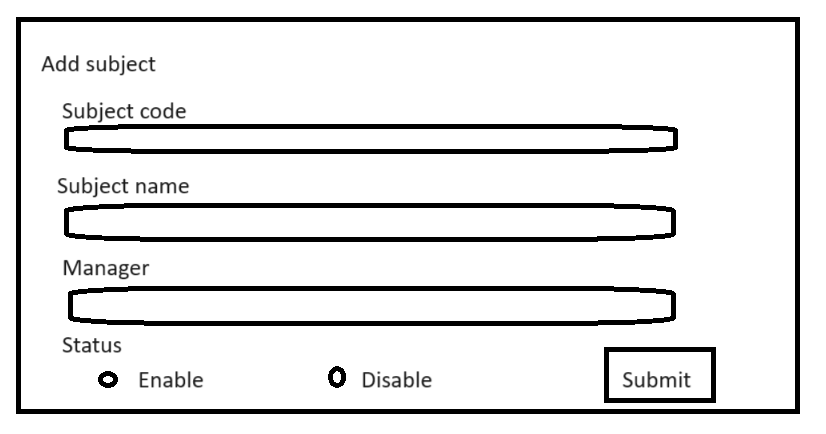 Add subject
Subject code
Subject name
Manager
Status
Enable Disable Submit